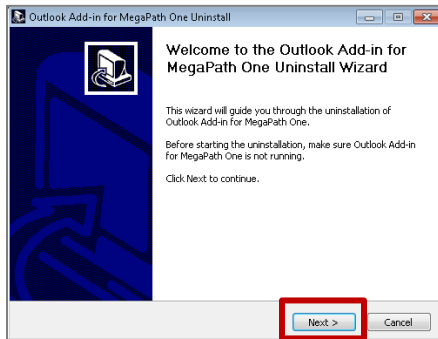 Outlook Add-in for MegaPath One Uninstall
Welcome to the Outlook Add-in for
MegaPath One Uninstall Wizard
This wizard will guide you through the uninstallation of
Outlook Add-in for MegaPath One.
Before starting the uninstallation, make sure Outlook Add-in
for MegaPath One is not running.
Click Next to continue.
Next >
Cancel